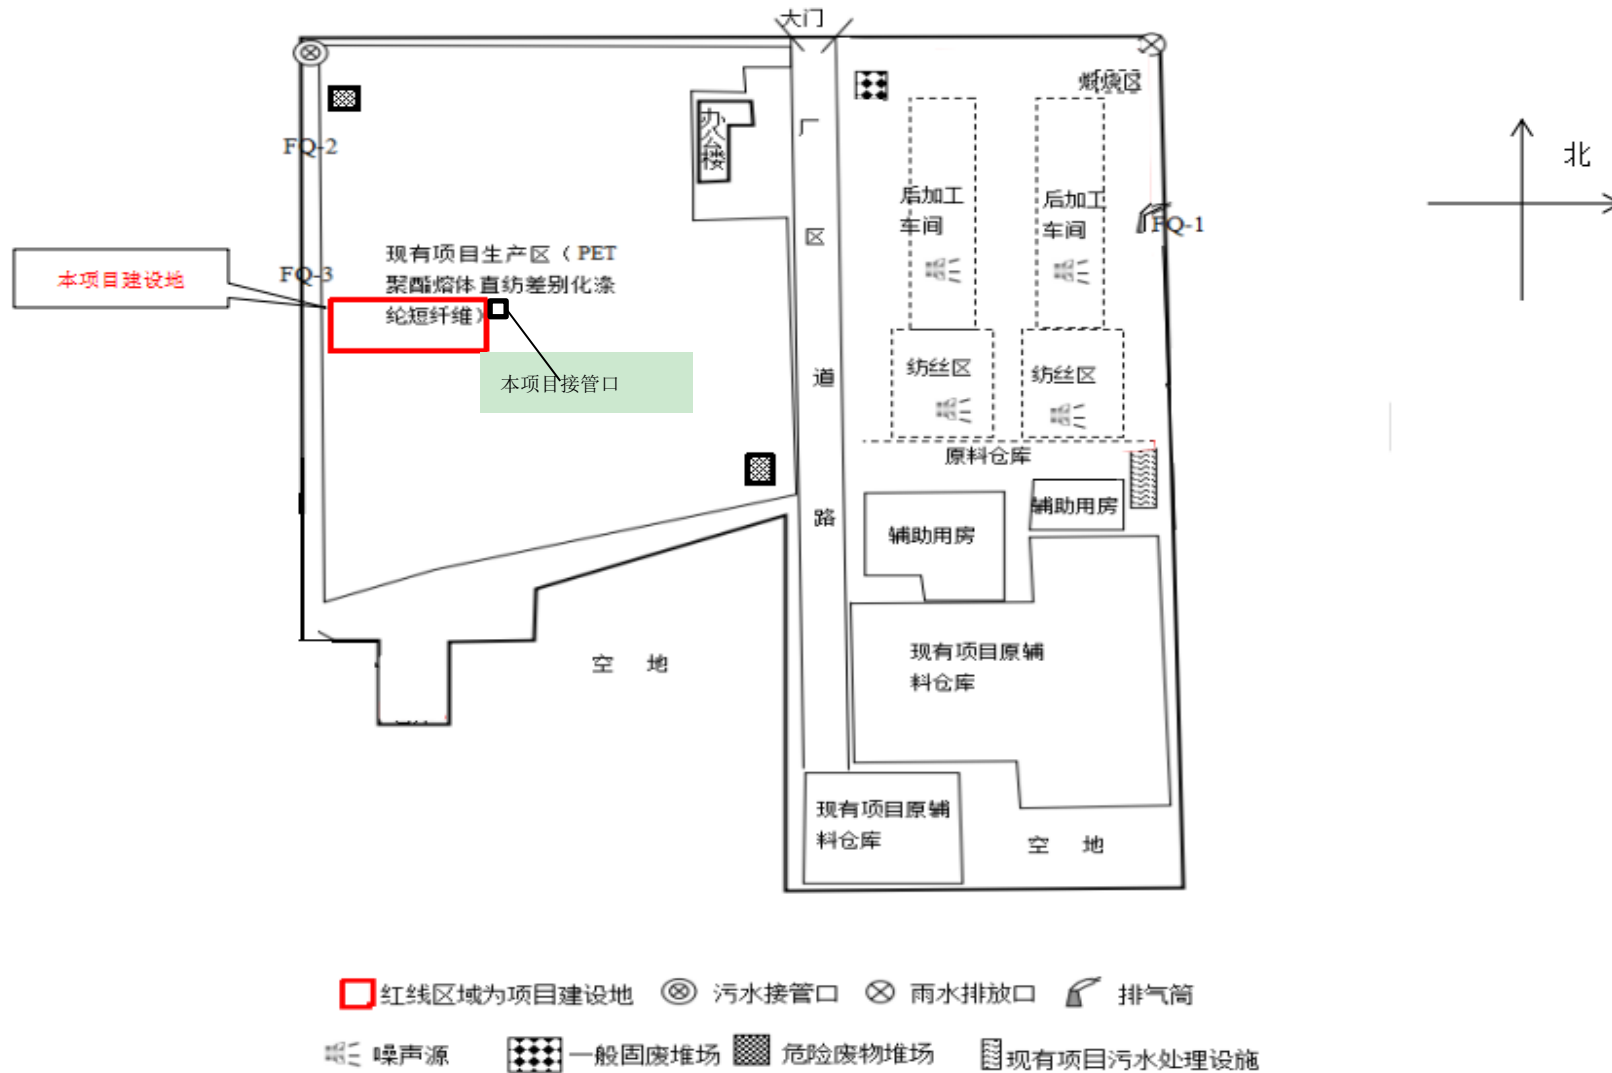 大门
煅烧区
办公楼
厂区道路
FQ-2
北
后加工
车间
后加工
车间
FQ-1
现有项目生产区（PET
聚酯熔体直纺差别化涤
纶短纤维）
本项目建设地
FQ-3
本项目接管口
纺丝区
纺丝区
原料仓库
辅助用房
辅助用房
空 地
现有项目原辅
料仓库
现有项目原辅
料仓库
空 地
红线区域为项目建设地
污水接管口
雨水排放口
排气筒
噪声源
一般固废堆场
危险废物堆场
现有项目污水处理设施